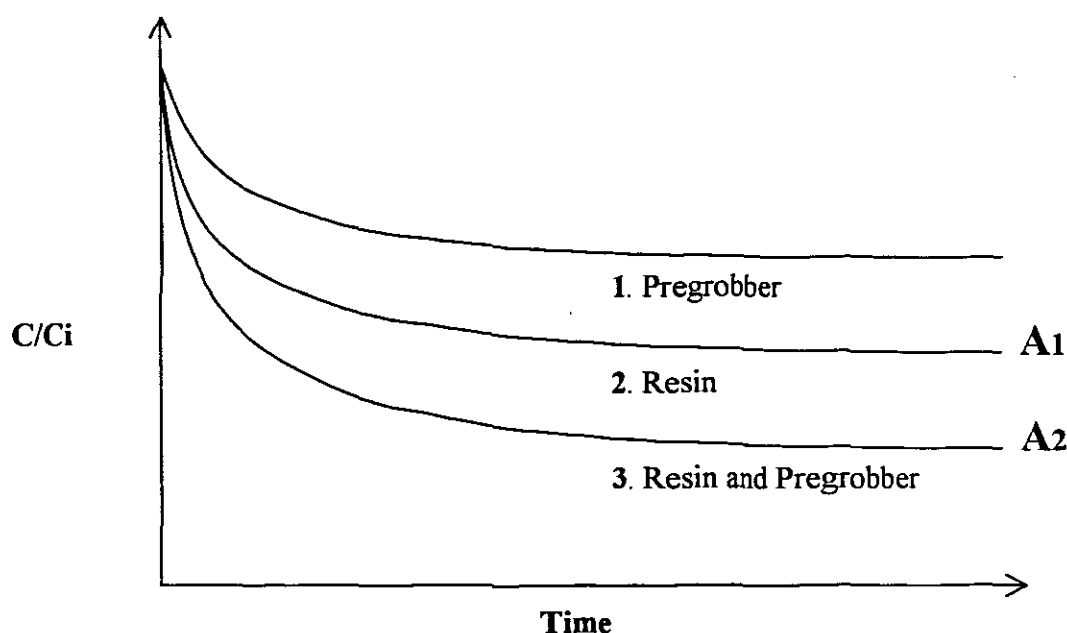 1. Pregrobber
C/Ci
A1
2. Resin
A2
3. Resin and Pregrobber
Time